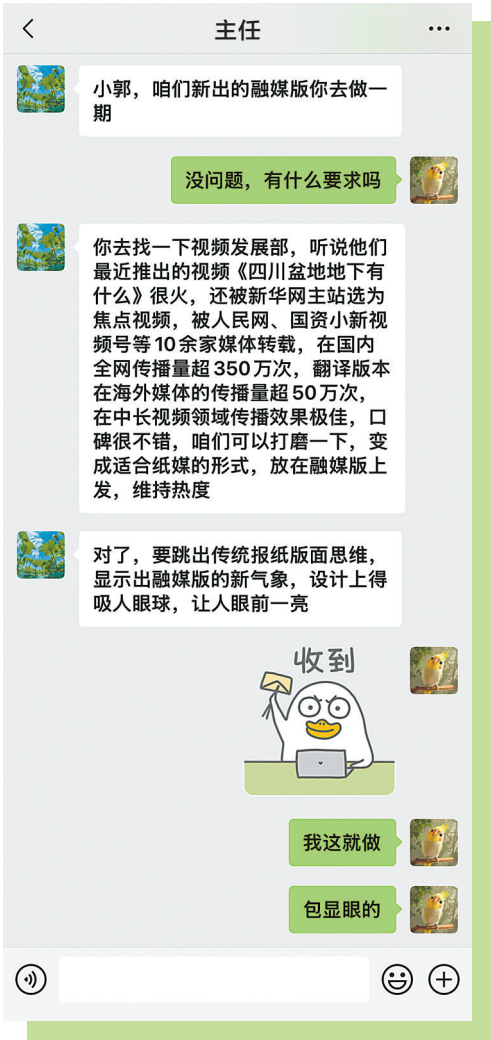 主任
小郭，咱们新出的融媒版你去做一
期
没问题，有什么要求吗
你去找一下视频发展部，听说他们
最近推出的视频《四川盆地地下有
什么》很火，还被新华网主站选为
焦点视频，被人民网、国资小新视
频号等10余家媒体转载，在国内
全网传播量超350万次，翻译版本
在海外媒体的传播量超50万次，
在中长视频领域传播效果极佳，口
碑很不错，咱们可以打磨一下，变
成适合纸媒的形式，放在融媒版上
发，维持热度
对了，要跳出传统报纸版面思维，
显示出融媒版的新气象，设计上得
吸人眼球，让人眼前一亮
收到
我这就做
包显眼的